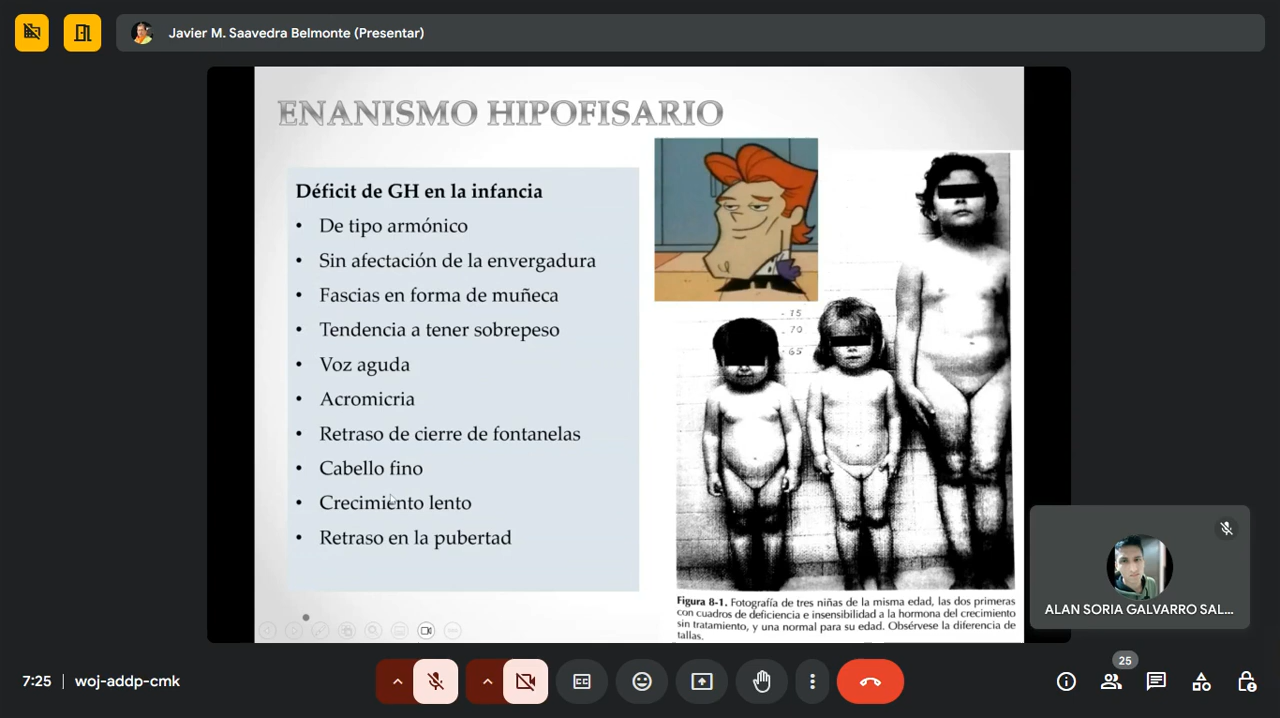 Javier M. Saavedra Belmonte (Presentar)
ENANISMO HIPOFISARIO
Déficit de GH en la infancia
• De tipo armónico
• Sin afectación de la envergadura
• Fascias en forma de muñeca
• Tendencia a tener sobrepeso
• Voz aguda
• Acromicria
• Retraso de cierre de fontanelas
• Cabello fino
• Crecimiento lento
• Retraso en la pubertad
- 75
- 70
- 65
Figura 8-1. Fotografía de tres niñas de la misma edad, las dos primeras
con cuadros de deficiencia e insensibilidad a la hormona del crecimiento
sin tratamiento, y una normal para su edad. Obsérvese la diferencia de
tallas.
ALAN SORIA GALVARRO SAL...
7:25 | woj-addp-cmk
25